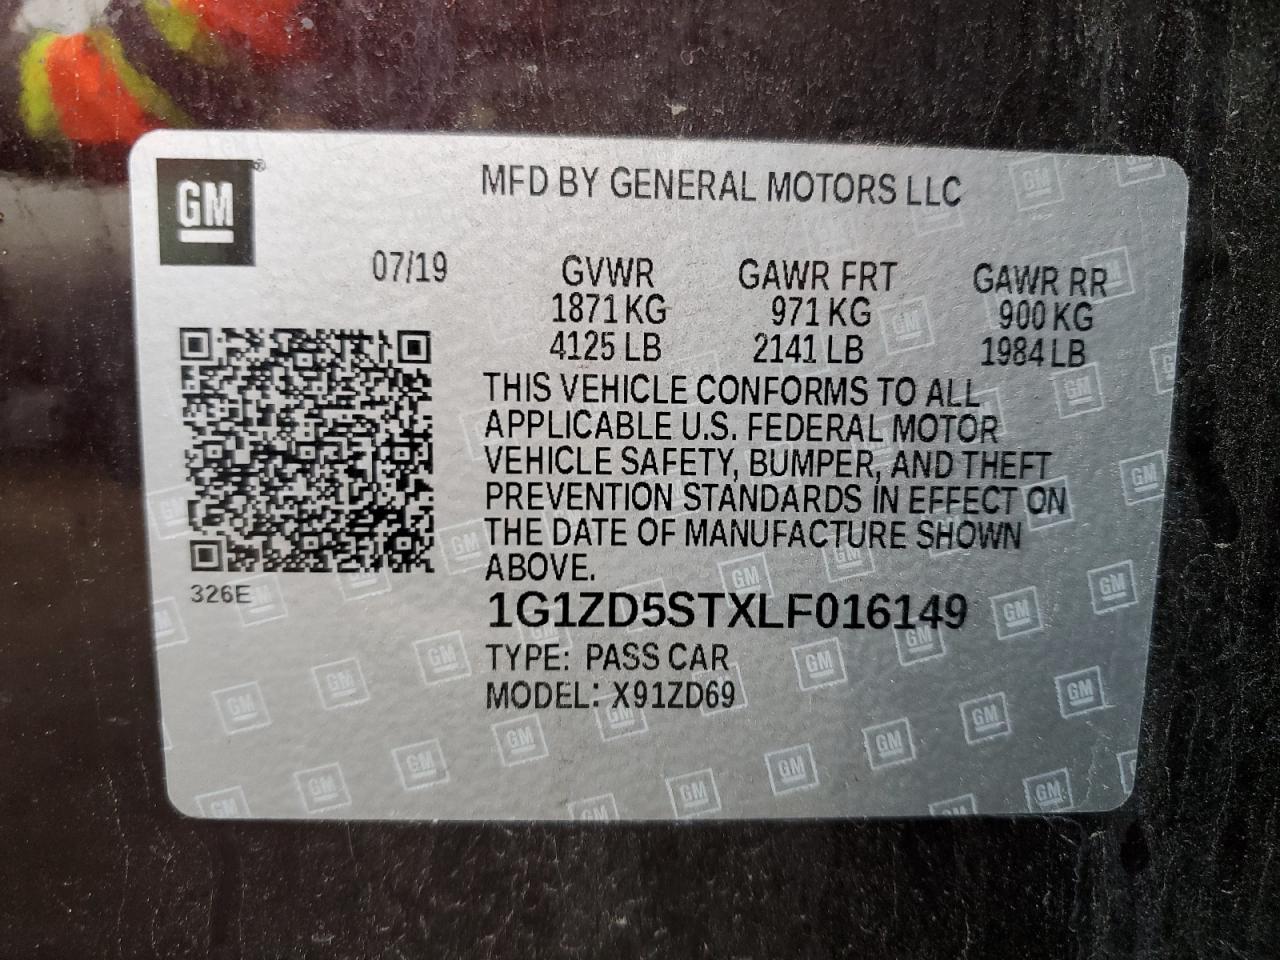 GM®
MFD BY GENERAL MOTORS LLC
07/19
GVWR GAWR FRT GAWR RR
1871 KG 971 KG 900 KG
4125 LB 2141 LB 1984 LB
THIS VEHICLE CONFORMS TO ALL
APPLICABLE U.S. FEDERAL MOTOR
VEHICLE SAFETY, BUMPER, AND THEFT
PREVENTION STANDARDS IN EFFECT ON
THE DATE OF MANUFACTURE SHOWN
ABOVE.
326E
1G1ZD5STXLF016149
TYPE: PASS CAR
MODEL: X91ZD69